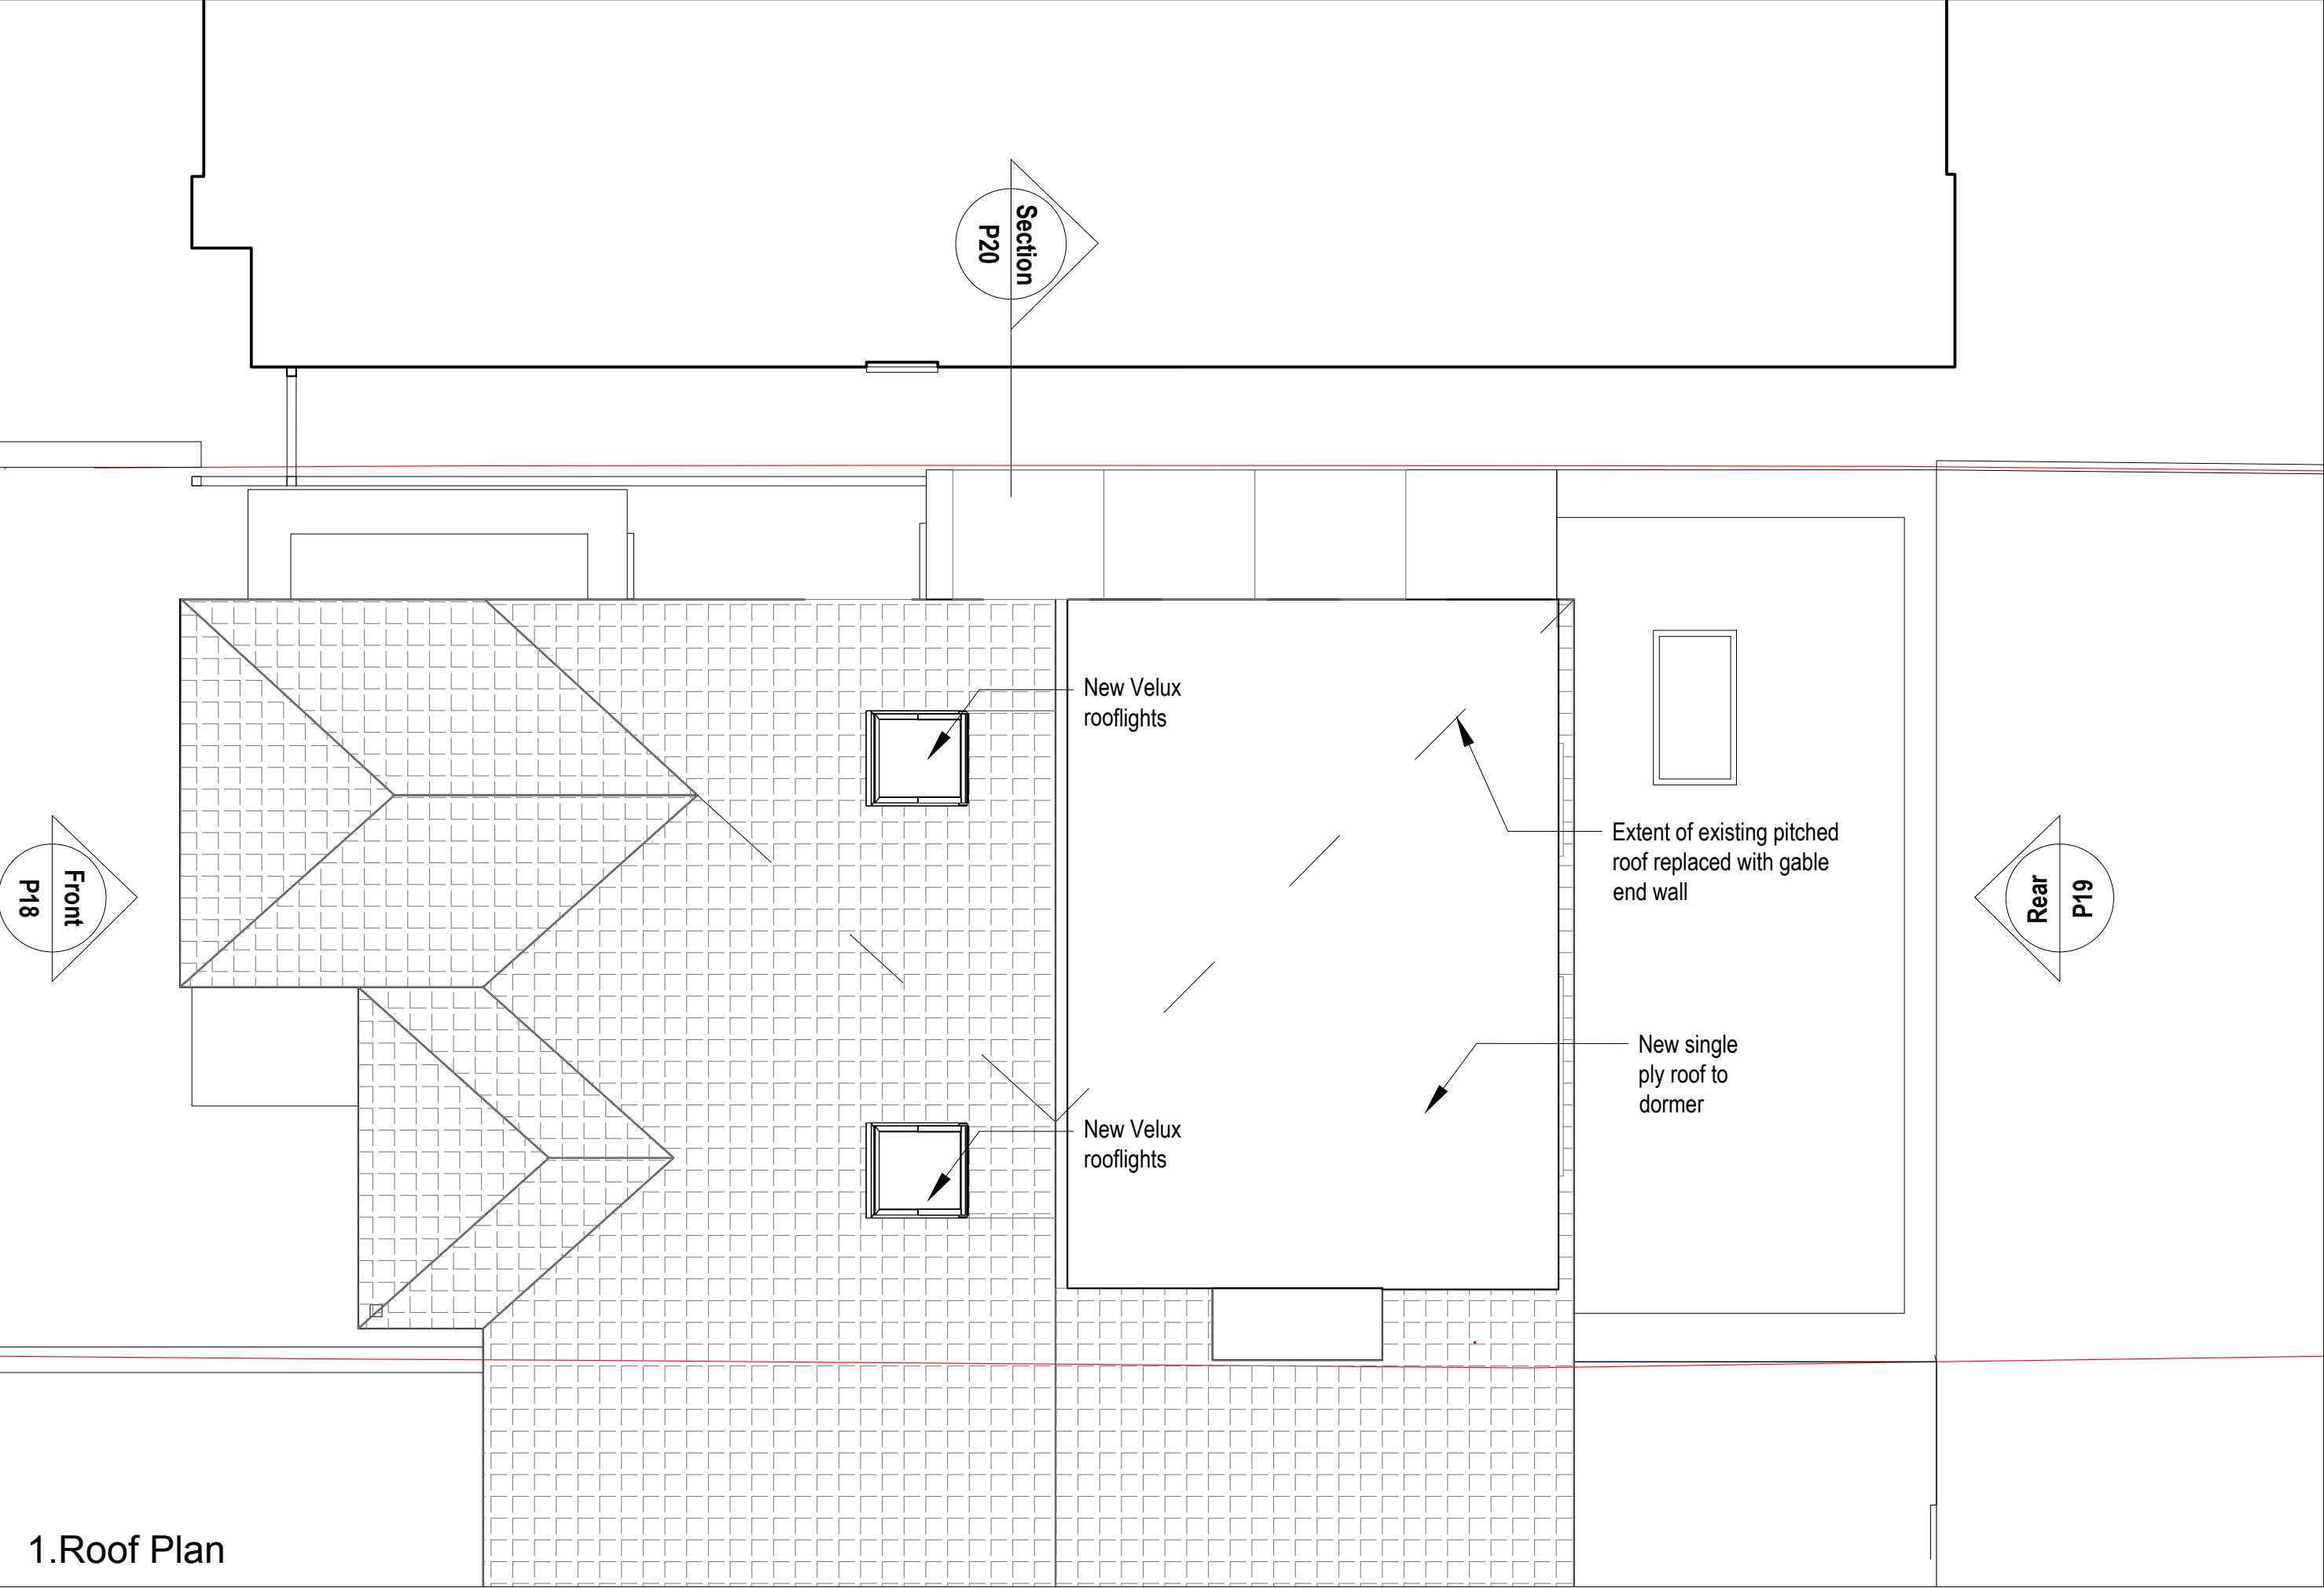 Section
P20
New Velux
rooflights
Extent of existing pitched
roof replaced with gable
end wall
Front
P18
Rear
P19
New single
ply roof to
dormer
New Velux
rooflights
1.Roof Plan